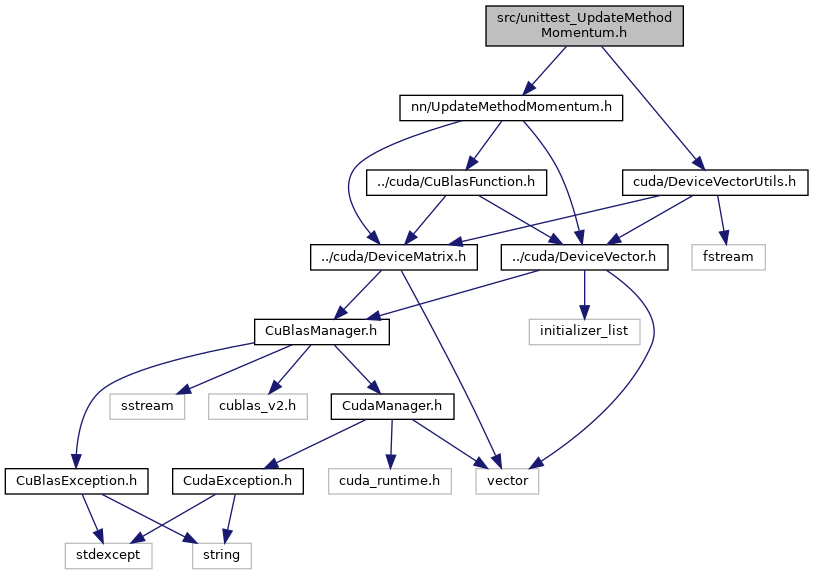 src/unittest_UpdateMethod
Momentum.h
nn/UpdateMethodMomentum.h
../cuda/CuBlasFunction.h
cuda/DeviceVectorUtils.h
../cuda/DeviceMatrix.h
../cuda/DeviceVector.h
fstream
CuBlasManager.h
initializer_list
sstream
cublas_v2.h
CudaManager.h
CuBlasException.h
CudaException.h
cuda_runtime.h
vector
stdexcept
string